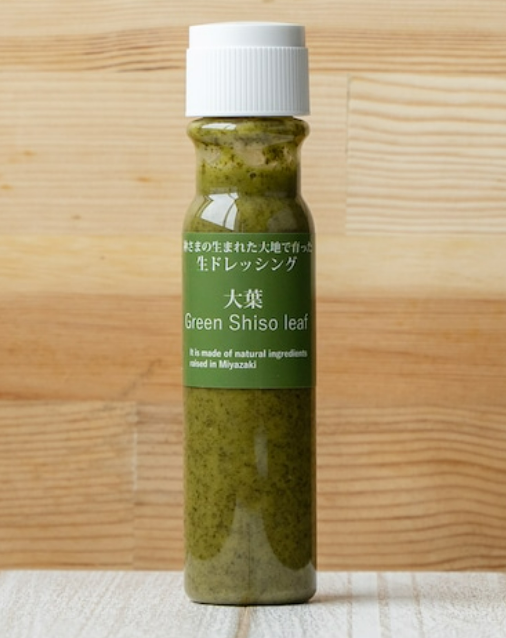 神さまの生まれた大地で育った
生ドレッシング
大葉
Green Shiso leaf
It is made of natural ingredients
raised in Miyazaki